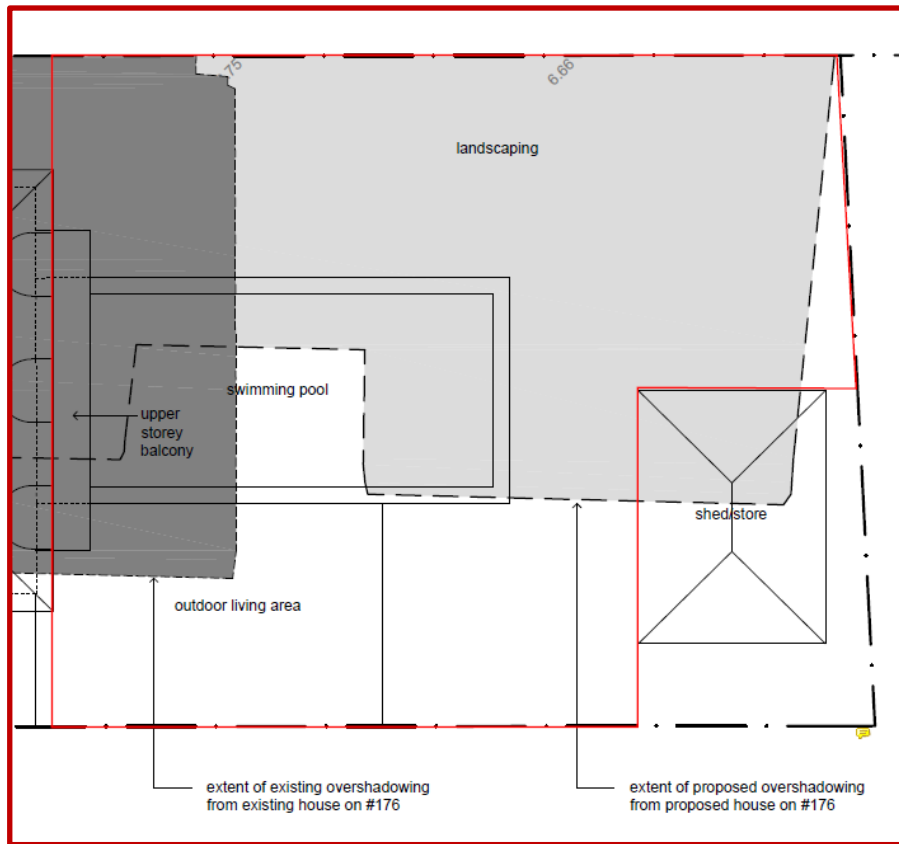 75
6.66
landscaping
swimming pool
upper
storey
balcony
shed/store
outdoor living area
extent of existing overshadowing
from existing house on #176
extent of proposed overshadowing
from proposed house on #176